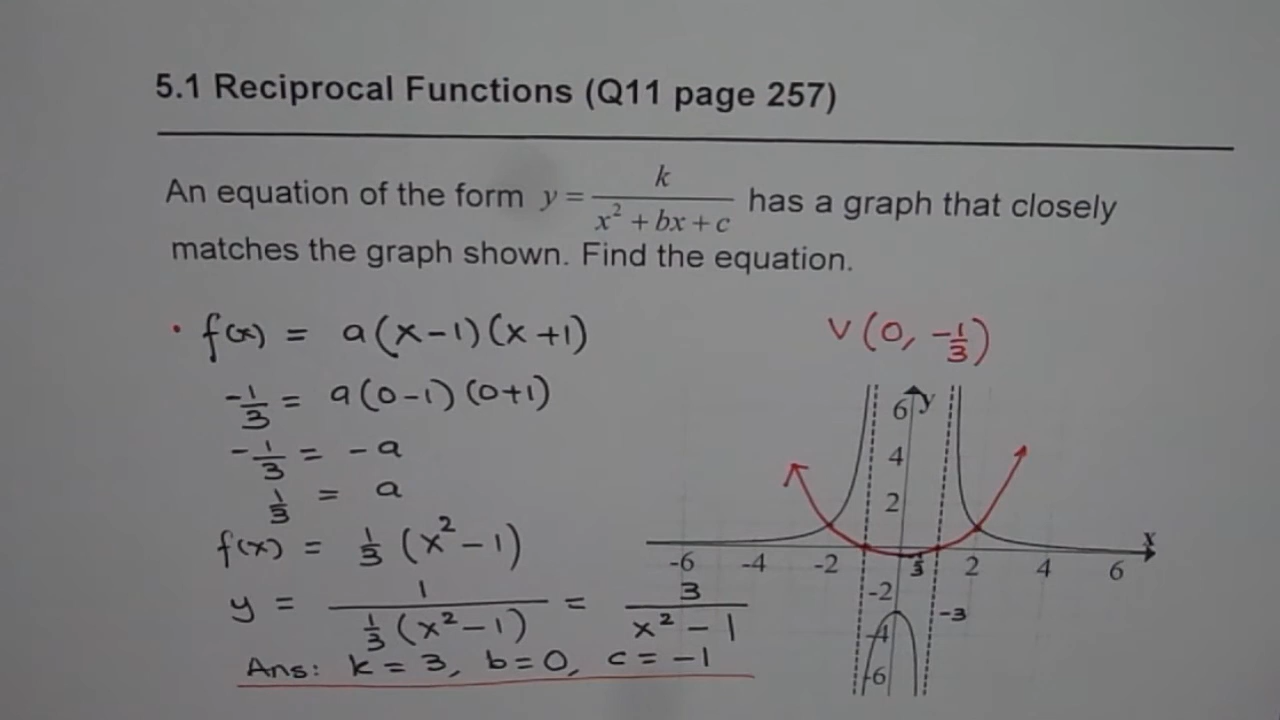 5.1 Reciprocal Functions (Q11 page 257)
An equation of the form y = k / (x² + bx + c) has a graph that closely
matches the graph shown. Find the equation.
• f(x) = a(x-1)(x+1)
-1/3 = a(0-1)(0+1)
-1/3 = -a
1/3 = a
f(x) = 1/3 (x²-1)
y = 1 / (1/3 (x²-1)) = 3 / (x²-1)
Ans: k = 3, b = 0, c = -1
V(0, -1/3)
6 y
4
2
x
-6 -4 -2 1/3 2 4 6
-2
-3
-4
-6